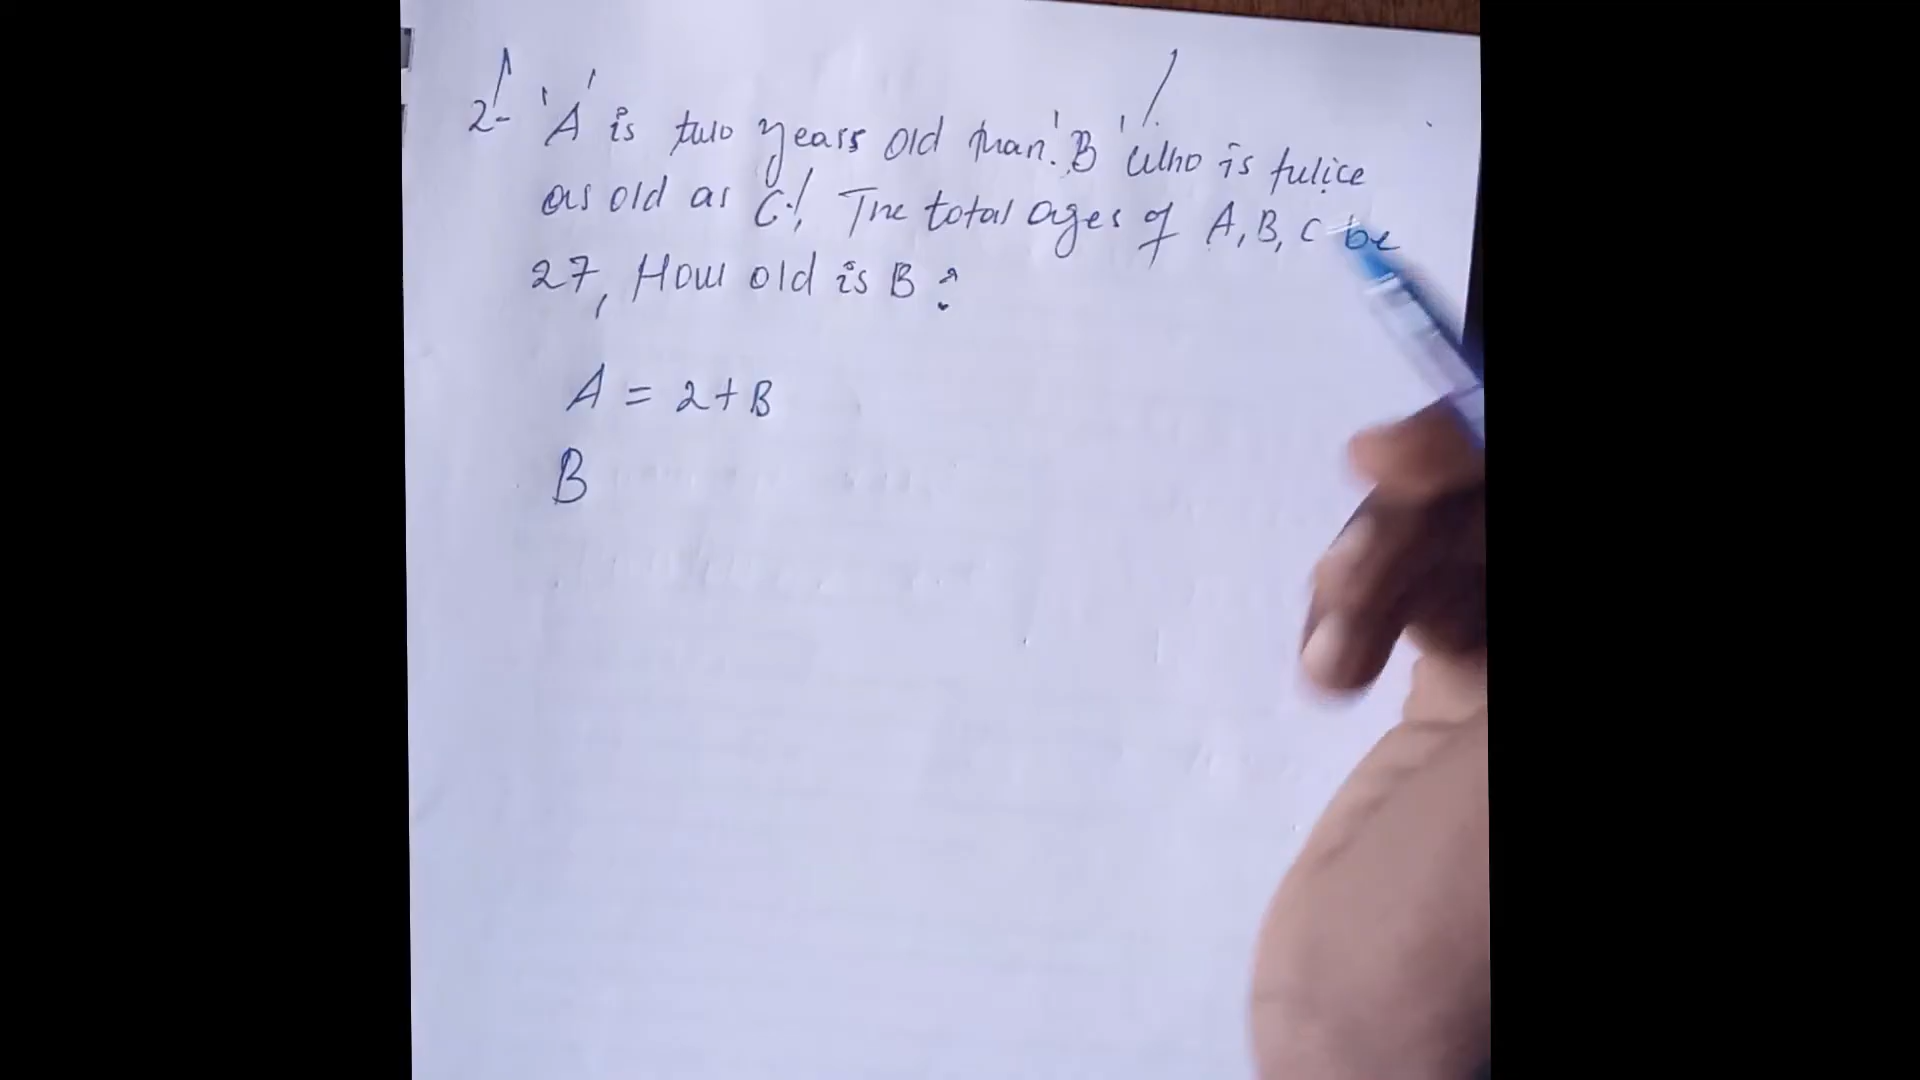 2- 'A' is two years old than 'B' who is twice
as old as C', The total ages of A, B, C be
27, How old is B ?
A = 2+B
B